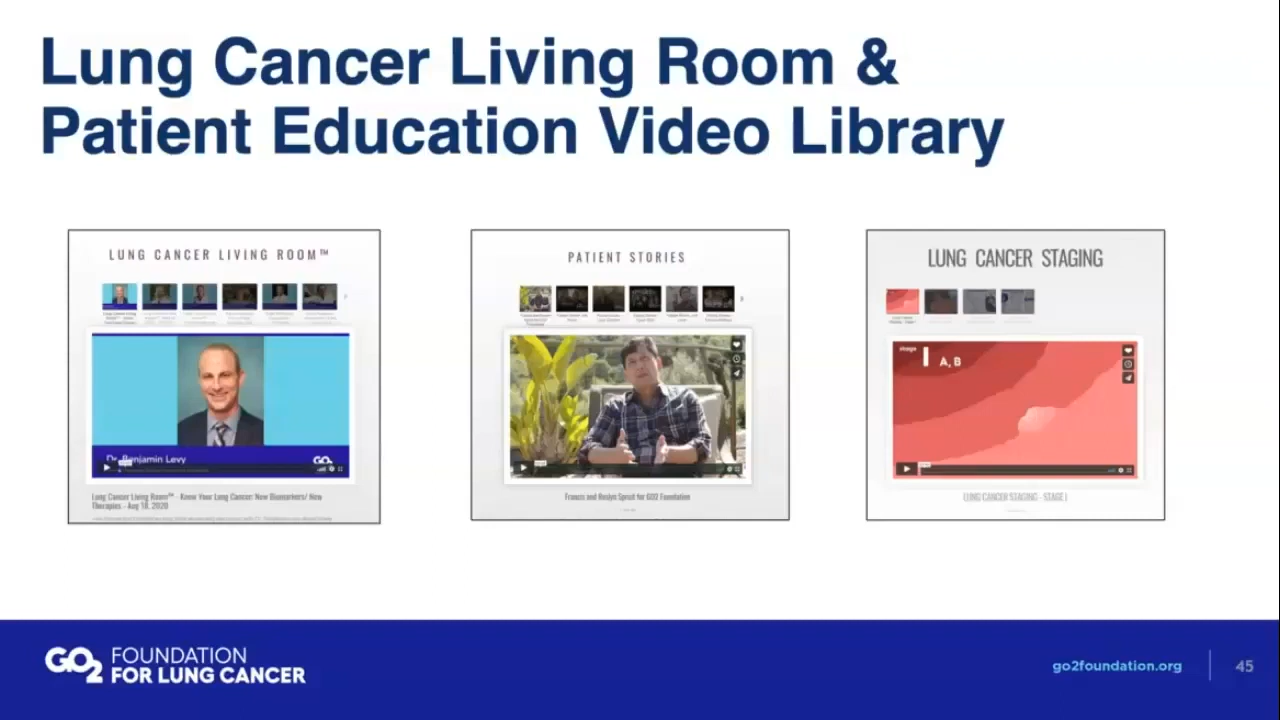 Lung Cancer Living Room &
Patient Education Video Library
LUNG CANCER LIVING ROOM™
Dr. Benjamin Levy
GO2
Lung Cancer Living Room™ - Know Your Lung Cancer: New Biomarkers/ New
Therapies - Aug 18, 2020
PATIENT STORIES
Francis and Roslyn Spruit for GO2 Foundation
LUNG CANCER STAGING
stage I A, B
LUNG CANCER STAGING - STAGE I
GO2 FOUNDATION
FOR LUNG CANCER
go2foundation.org
45